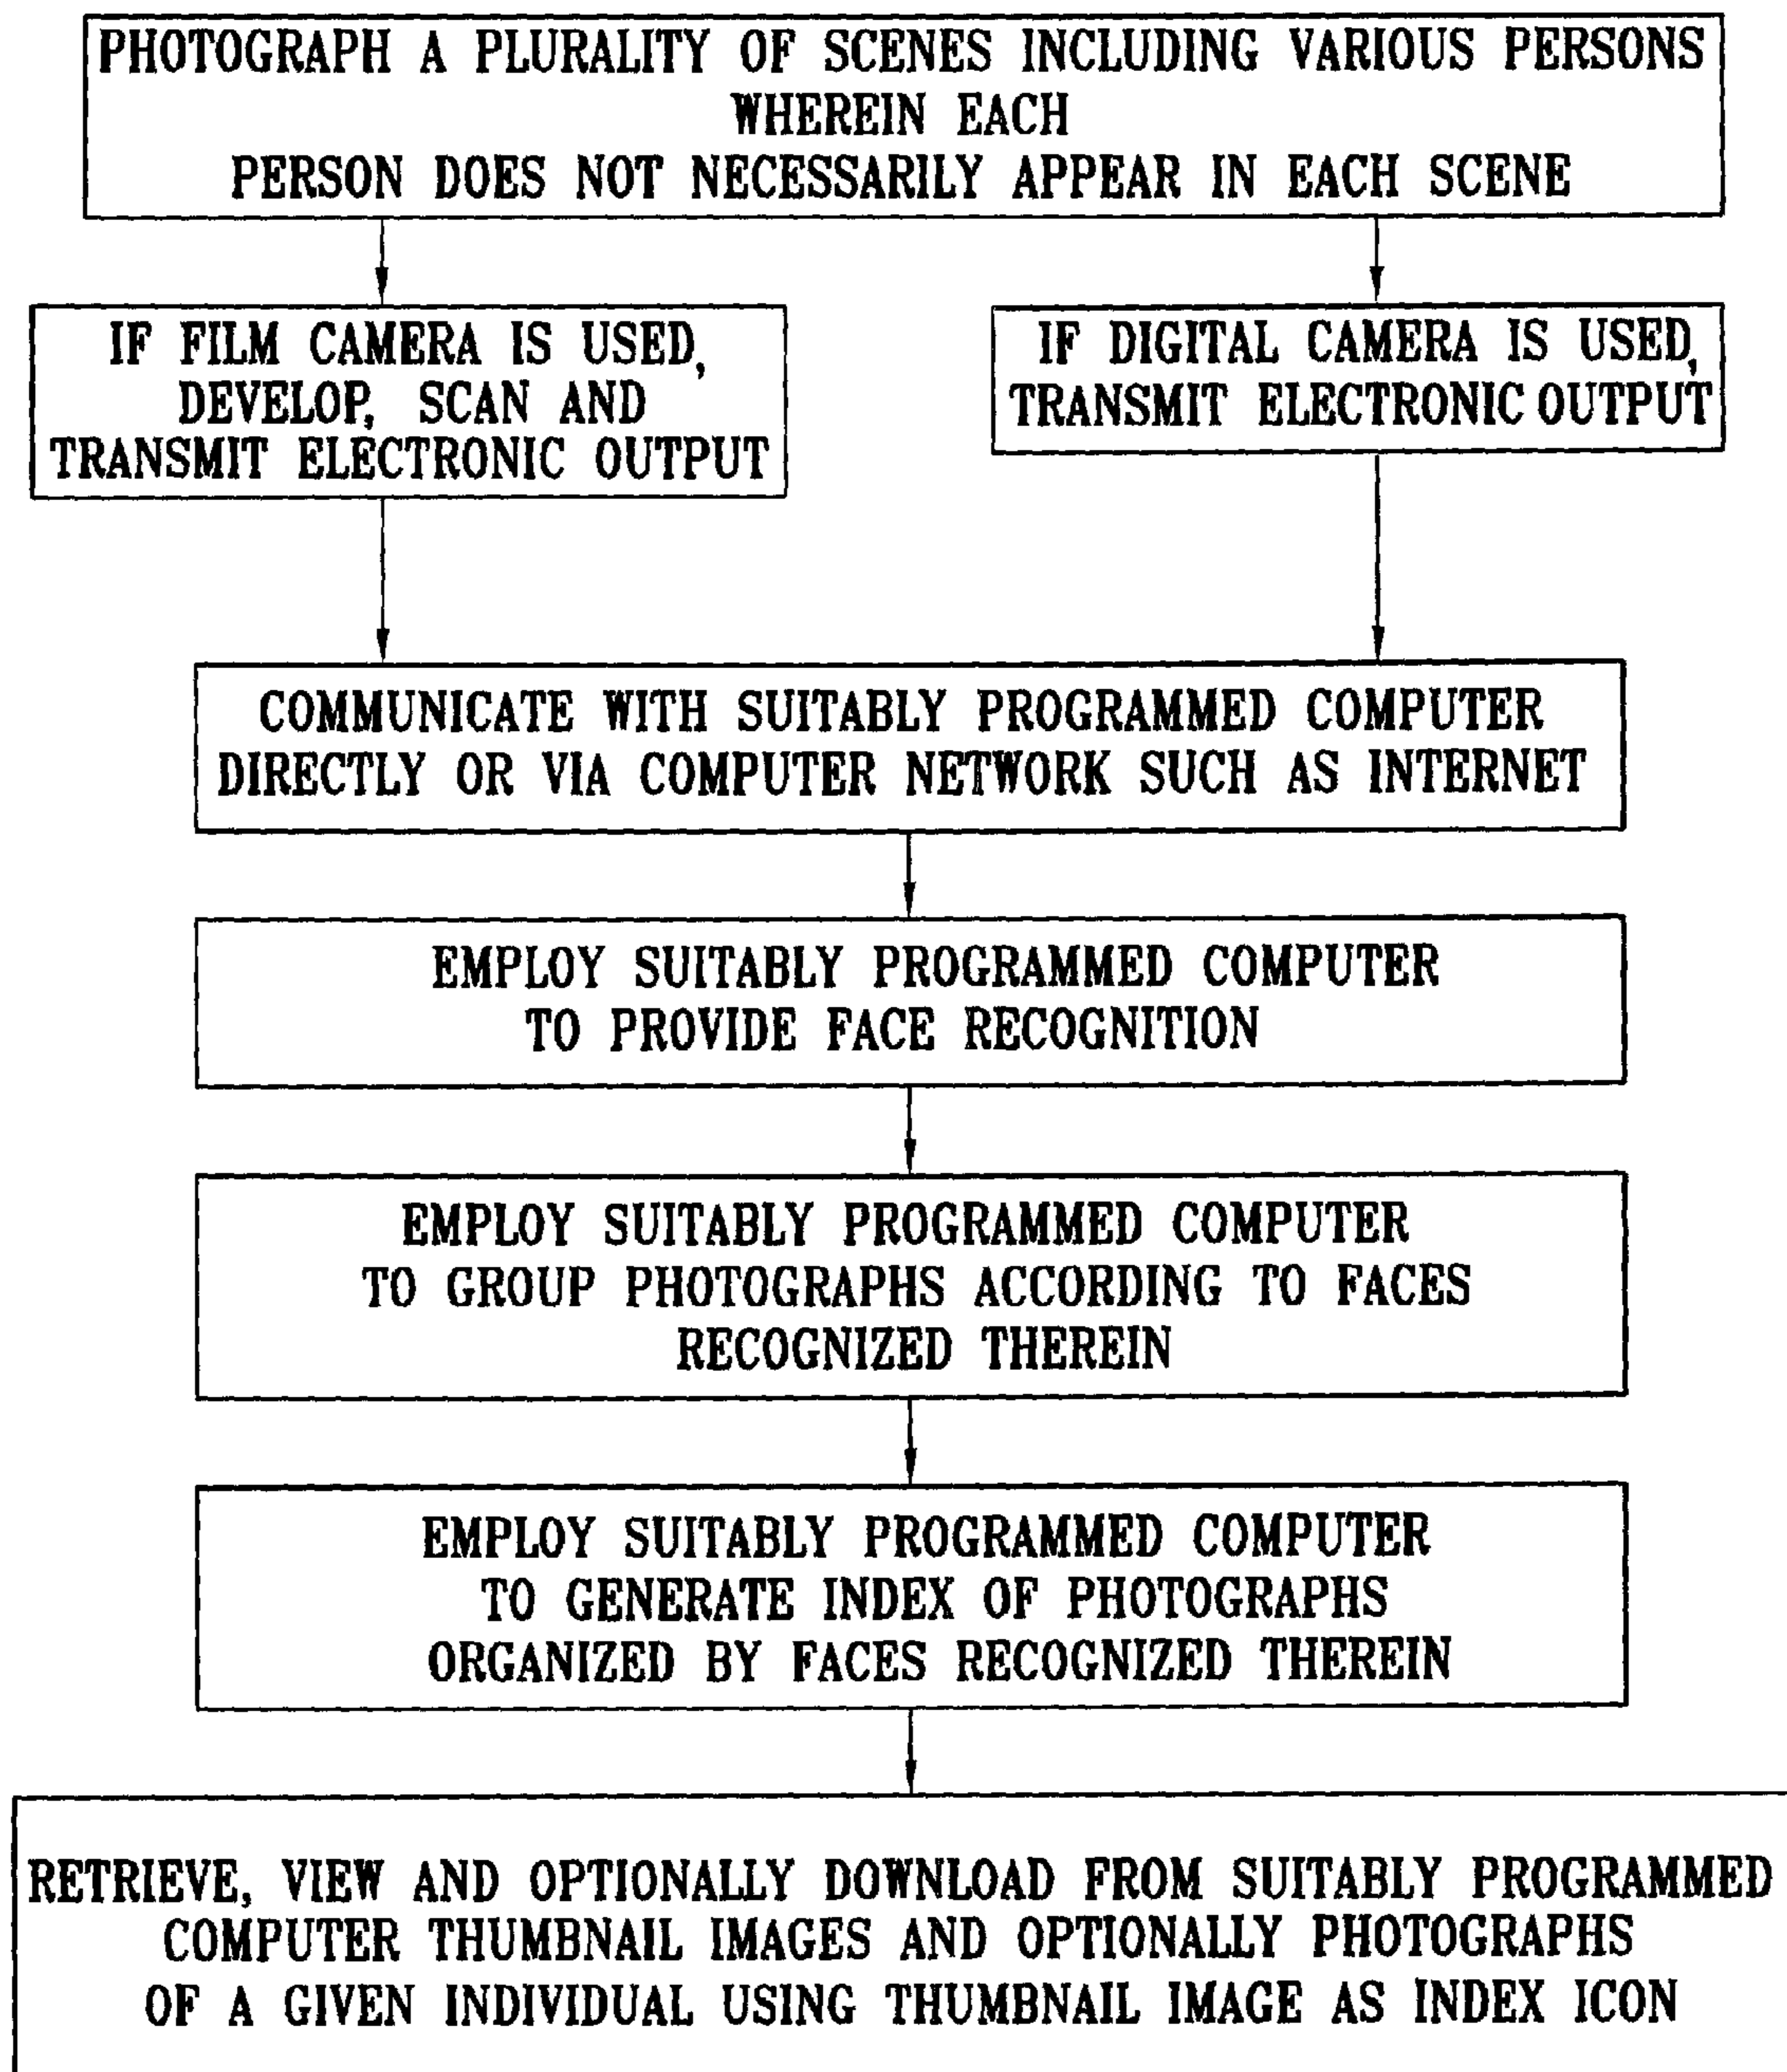 PHOTOGRAPH A PLURALITY OF SCENES INCLUDING VARIOUS PERSONS
WHEREIN EACH
PERSON DOES NOT NECESSARILY APPEAR IN EACH SCENE
IF FILM CAMERA IS USED,
DEVELOP, SCAN AND
TRANSMIT ELECTRONIC OUTPUT
IF DIGITAL CAMERA IS USED,
TRANSMIT ELECTRONIC OUTPUT
COMMUNICATE WITH SUITABLY PROGRAMMED COMPUTER
DIRECTLY OR VIA COMPUTER NETWORK SUCH AS INTERNET
EMPLOY SUITABLY PROGRAMMED COMPUTER
TO PROVIDE FACE RECOGNITION
EMPLOY SUITABLY PROGRAMMED COMPUTER
TO GROUP PHOTOGRAPHS ACCORDING TO FACES
RECOGNIZED THEREIN
EMPLOY SUITABLY PROGRAMMED COMPUTER
TO GENERATE INDEX OF PHOTOGRAPHS
ORGANIZED BY FACES RECOGNIZED THEREIN
RETRIEVE, VIEW AND OPTIONALLY DOWNLOAD FROM SUITABLY PROGRAMMED
COMPUTER THUMBNAIL IMAGES AND OPTIONALLY PHOTOGRAPHS
OF A GIVEN INDIVIDUAL USING THUMBNAIL IMAGE AS INDEX ICON